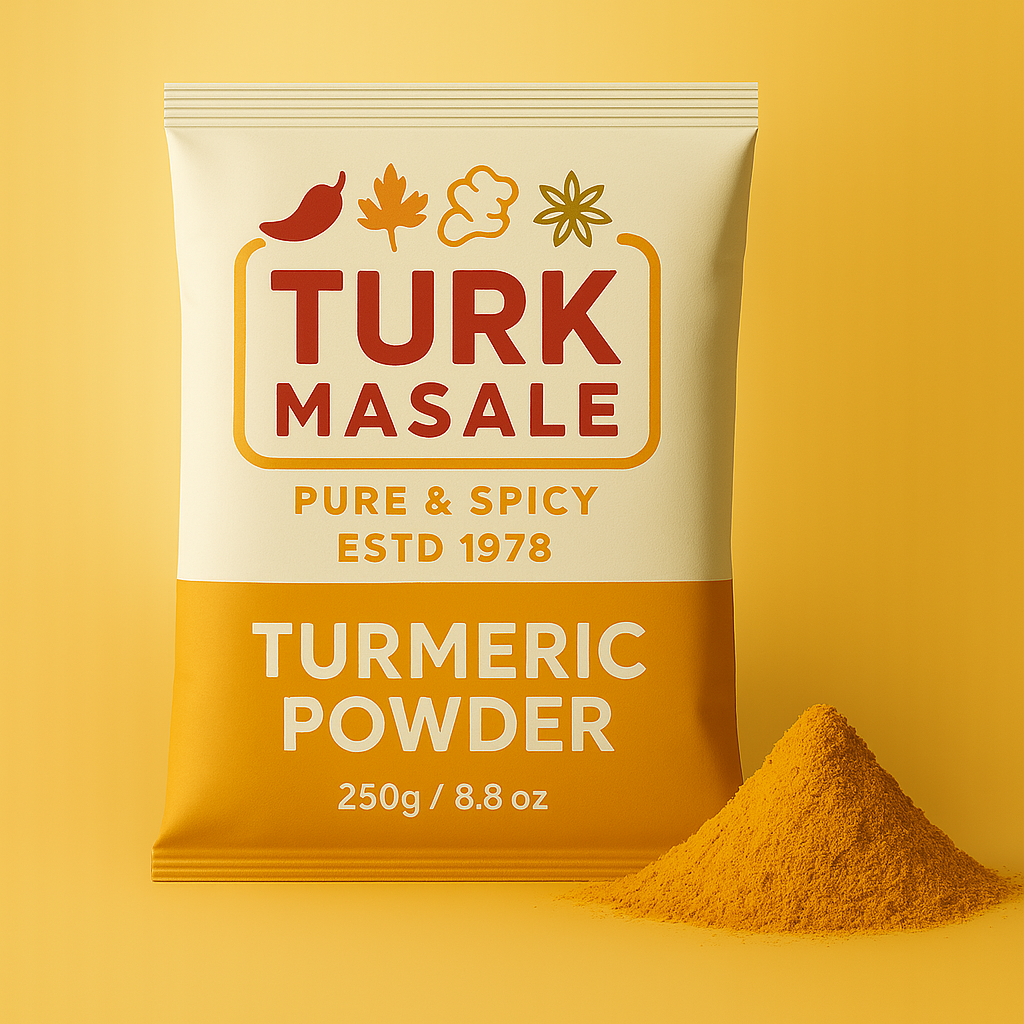 TURK
MASALE
PURE & SPICY
ESTD 1978
TURMERIC
POWDER
250g / 8.8 oz